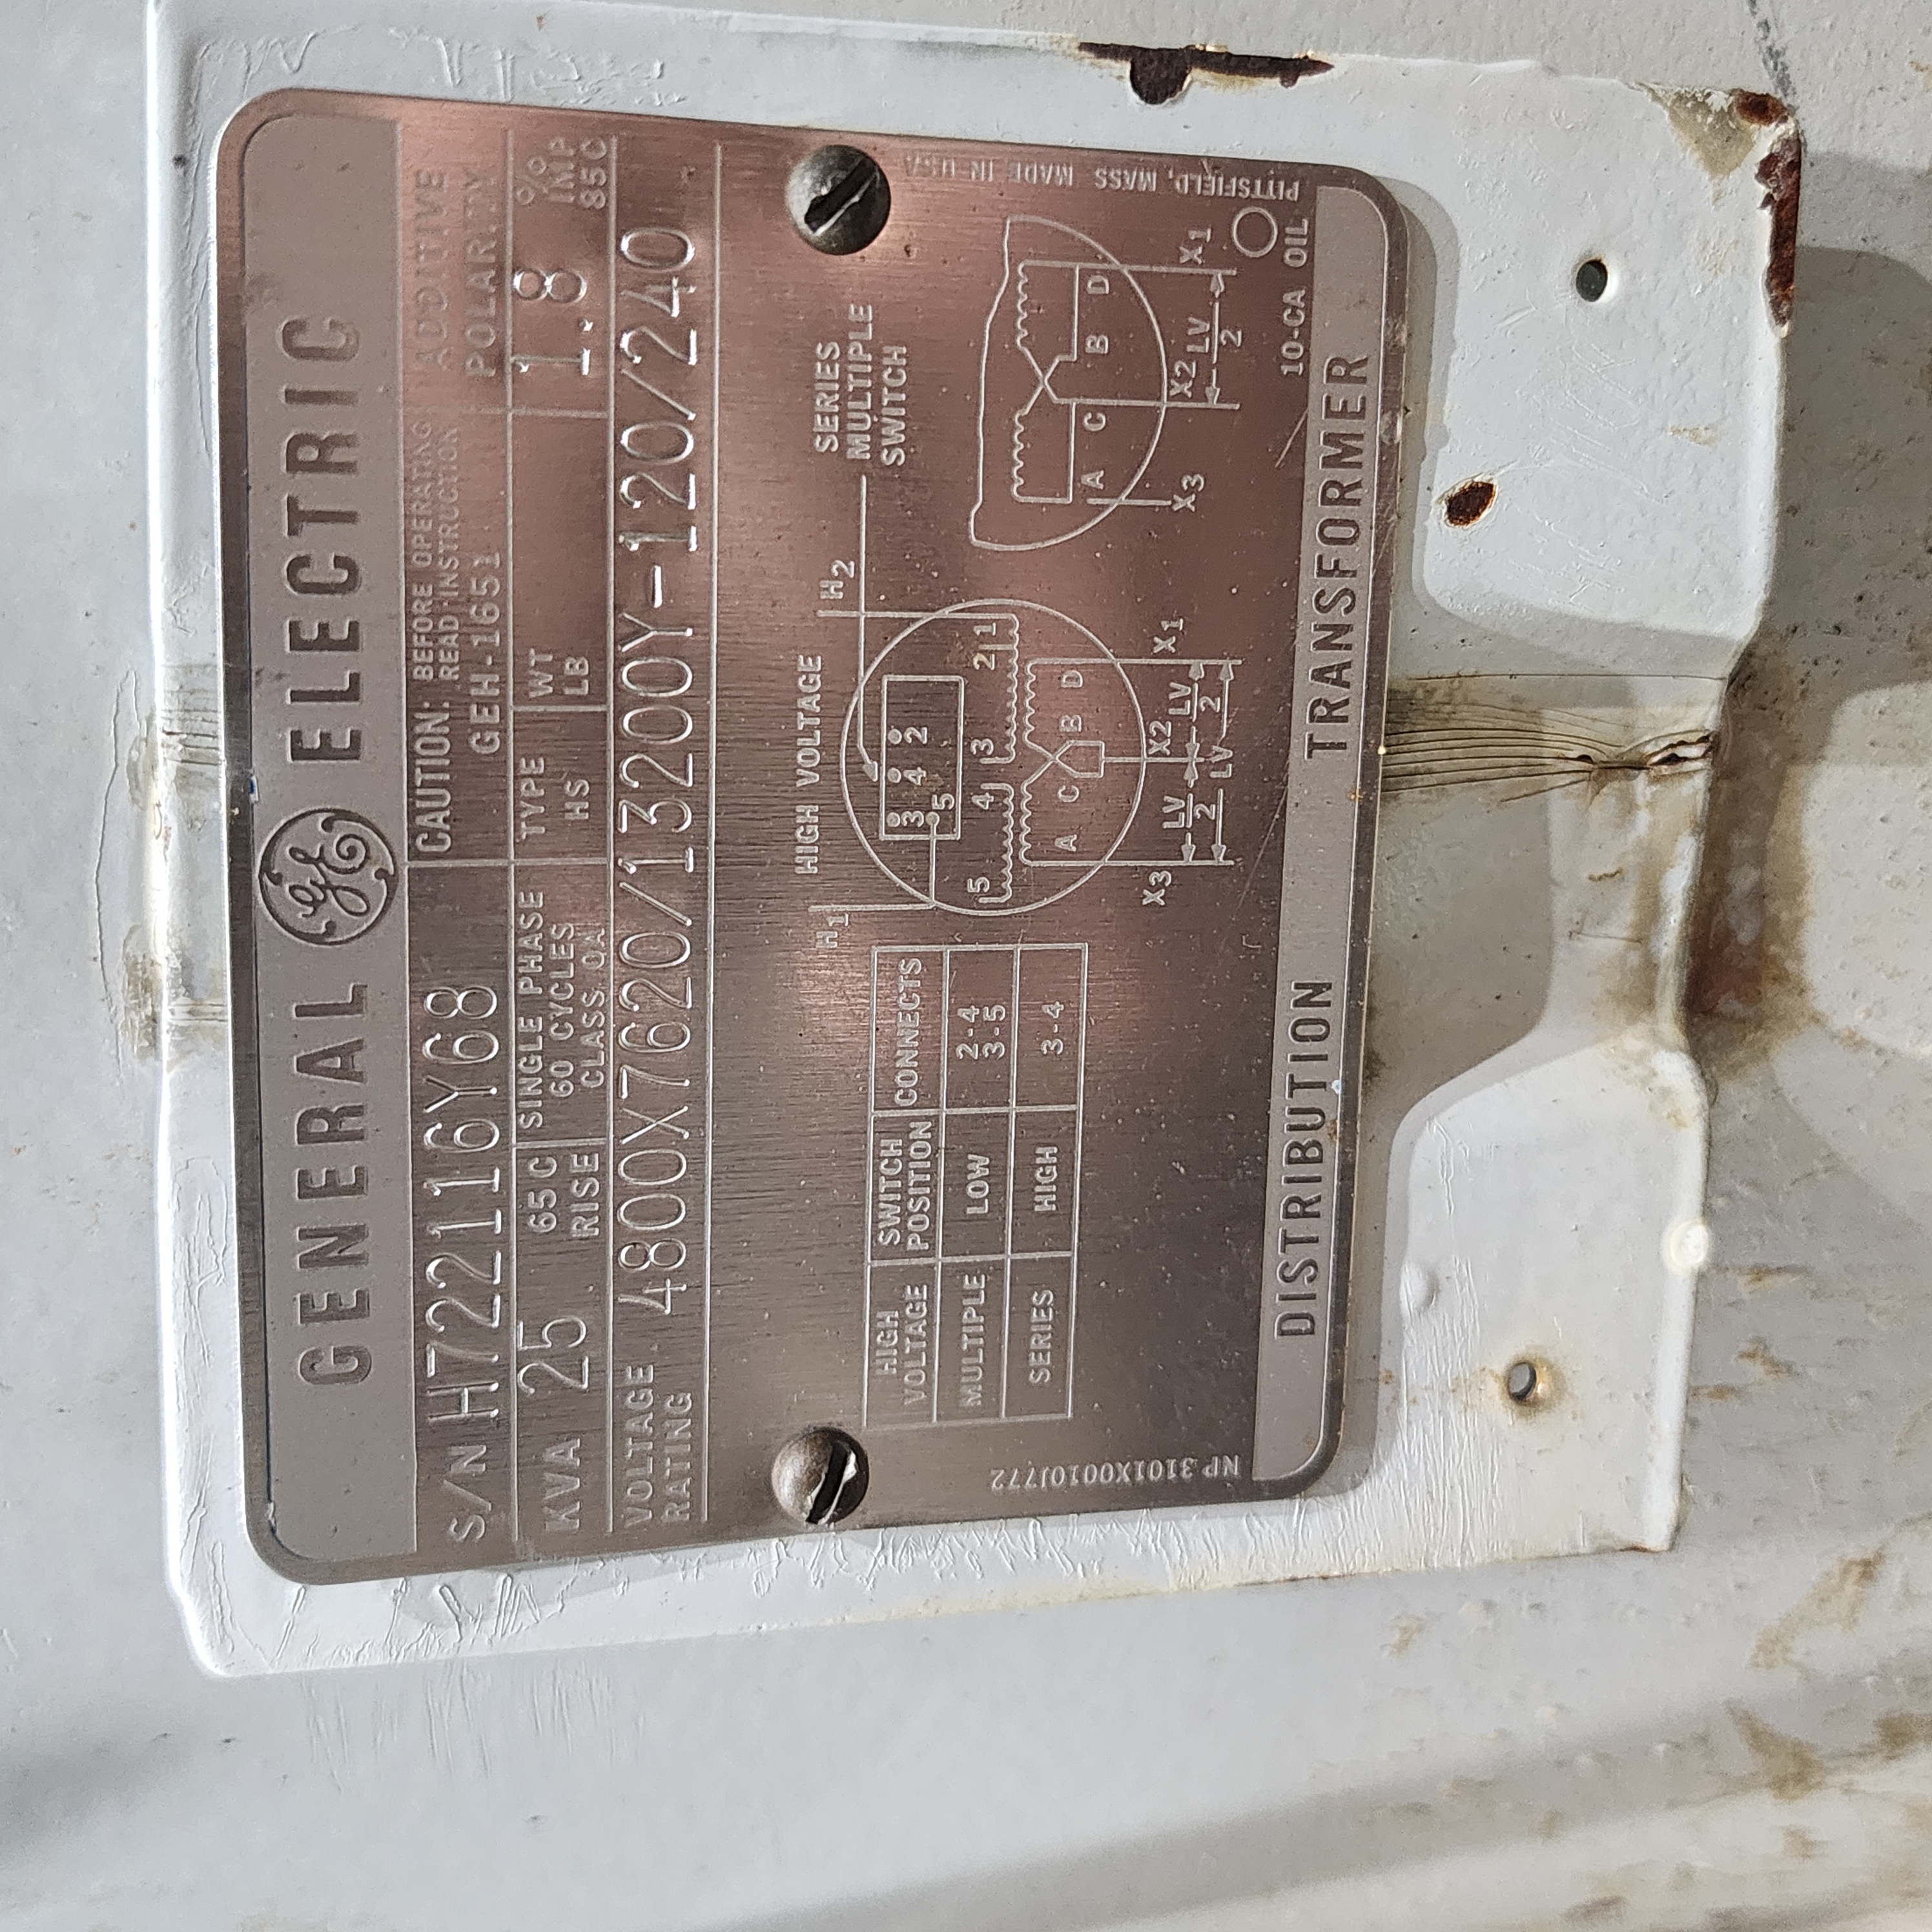 GENERAL GE ELECTRIC
S/N H722116Y68
CAUTION: BEFORE OPERATING
READ INSTRUCTION
GEH-1651
ADDITIVE
POLARITY
KVA 25
65 C
RISE
SINGLE PHASE
60 CYCLES
CLASS OA
TYPE
HS
WT
LB
1.8 %
IMP
85 C
VOLTAGE
RATING
4800X7620/13200Y-120/240
HIGH VOLTAGE
H1
H2
SERIES
MULTIPLE
SWITCH
HIGH
VOLTAGE
SWITCH
POSITION
CONNECTS
MULTIPLE
LOW
2-4
3-5
SERIES
HIGH
3-4
3 4 2
5
5 4 3 2 1
A C B D
X3 X2 X1
LV
2
LV
2
LV
A C B D
X3 X2 X1
LV
2
10-CA OIL
NP 310IX0010J772
PITTSFIELD, MASS. MADE IN USA
DISTRIBUTION TRANSFORMER